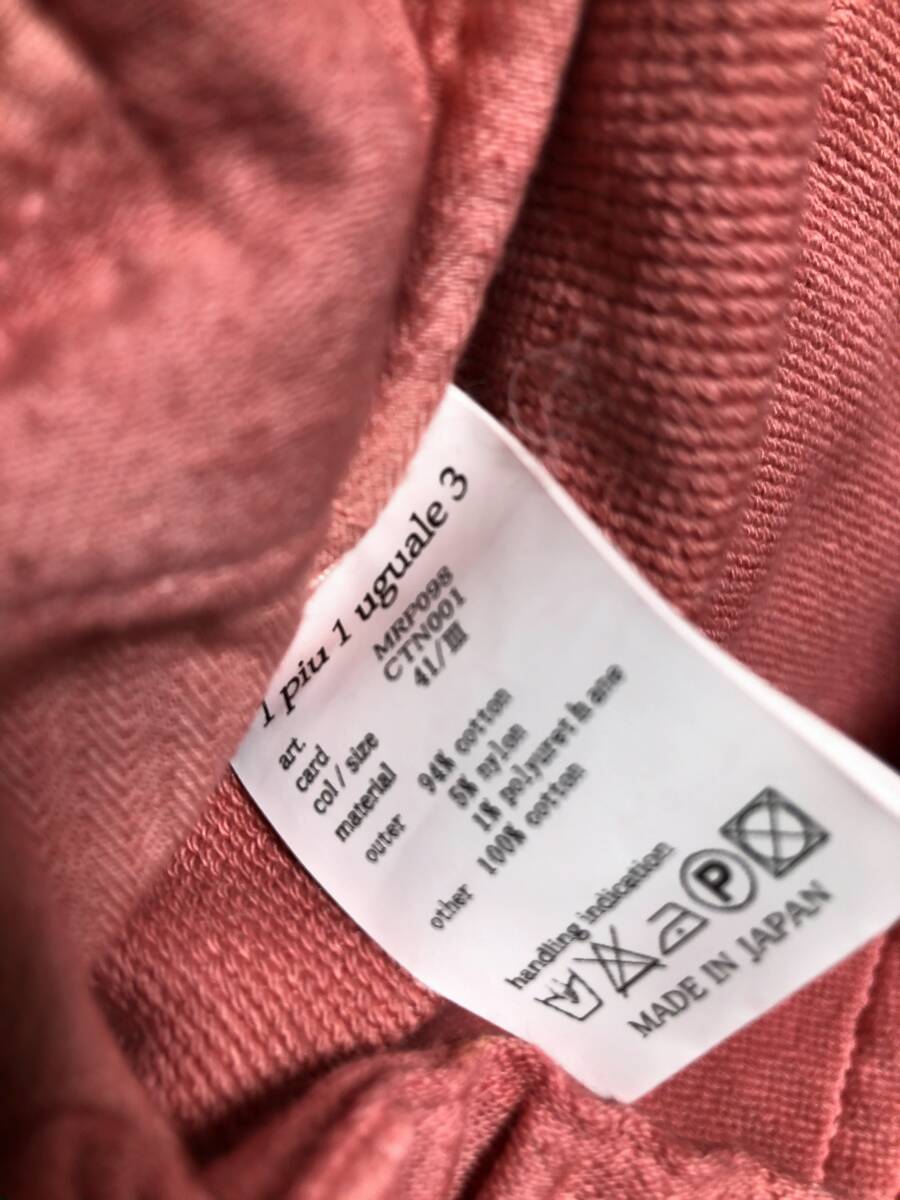 1 piu 1 uguale 3
art. MRP098
card CTN001
col / size 41/III
material
outer 94% cotton
5% nylon
1% polyurethane
other 100% cotton
handling indication
P
MADE IN JAPAN